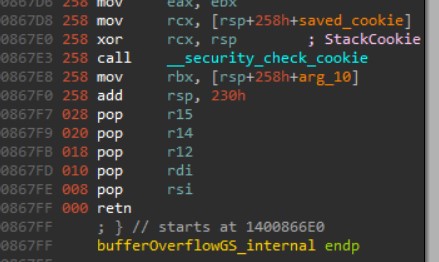 0867D6 258 mov eax, ebx
0867D8 258 mov rcx, [rsp+258h+saved_cookie]
0867E0 258 xor rcx, rsp ; StackCookie
0867E3 258 call __security_check_cookie
0867E8 258 mov rbx, [rsp+258h+arg_10]
0867F0 258 add rsp, 230h
0867F7 028 pop r15
0867F9 020 pop r14
0867FB 018 pop r12
0867FD 010 pop rdi
0867FE 008 pop rsi
0867FF 000 retn
0867FF ; } // starts at 1400866E0
0867FF bufferOverflowGS_internal endp